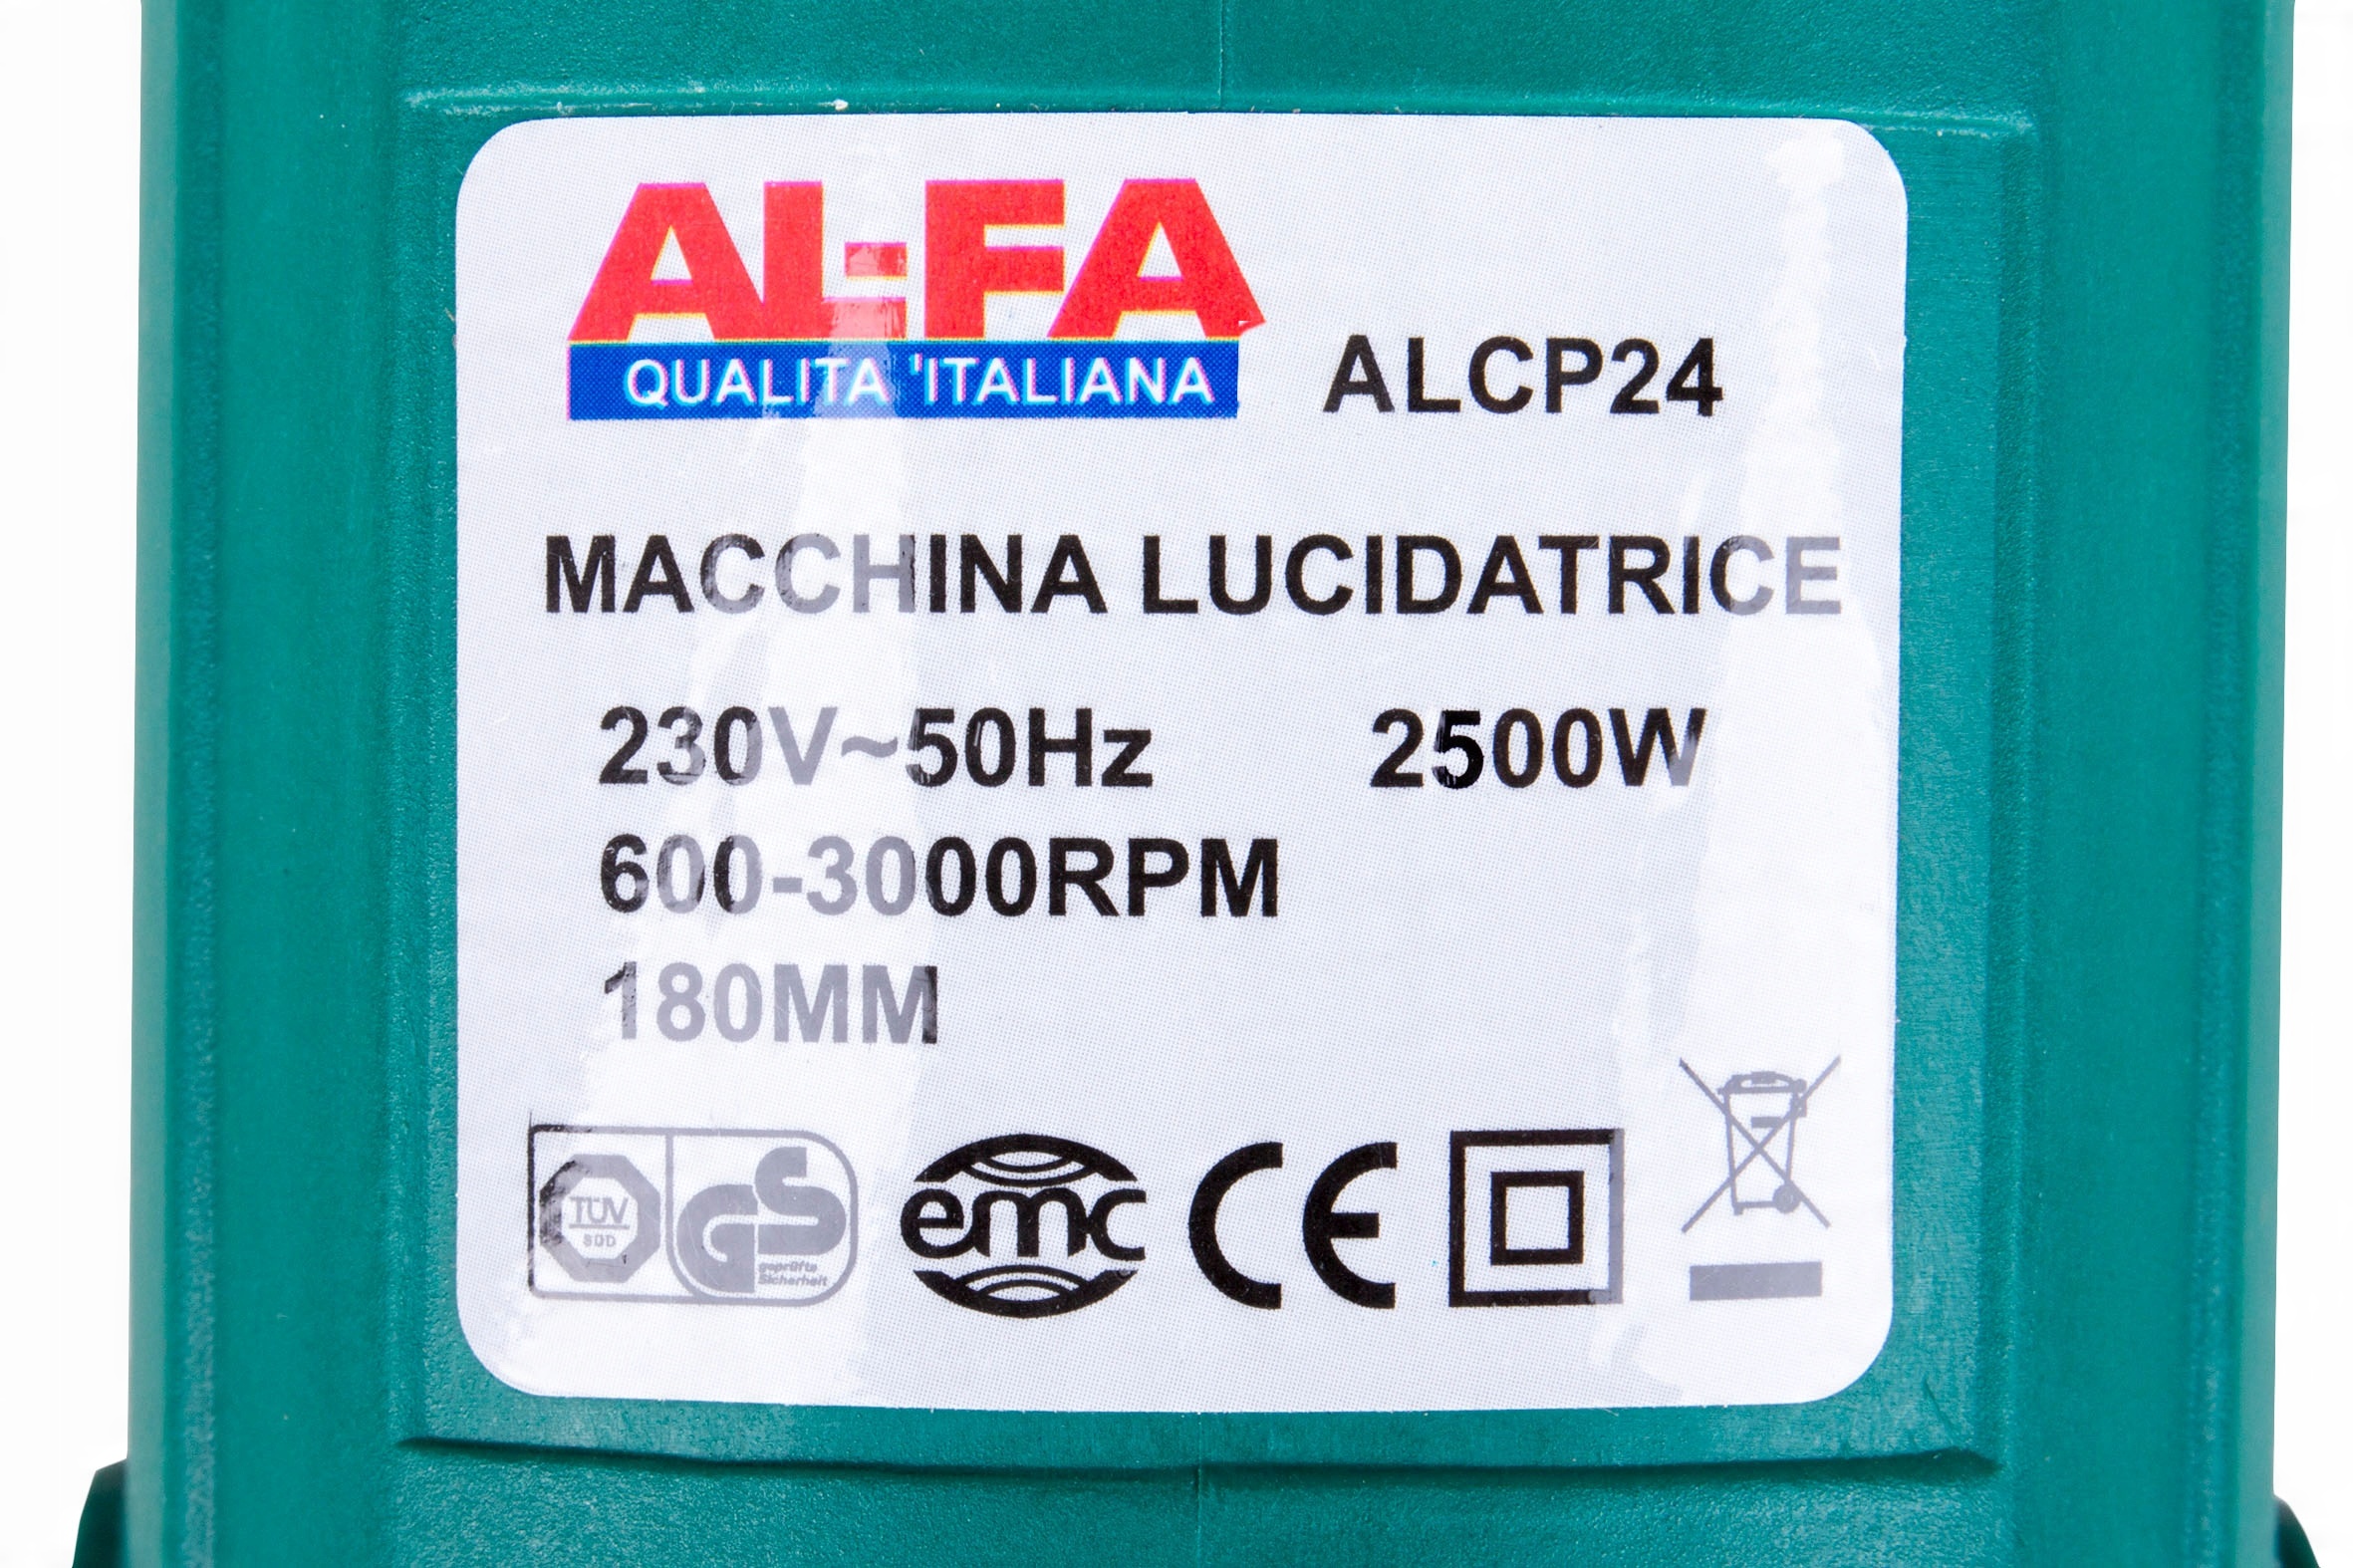 AL-FA
QUALITA 'ITALIANA
ALCP24
MACCHINA LUCIDATRICE
230V~50Hz 2500W
600-3000RPM
180MM
TÜV
SÜD
GS
geprüfte
Sicherheit
emc
CE